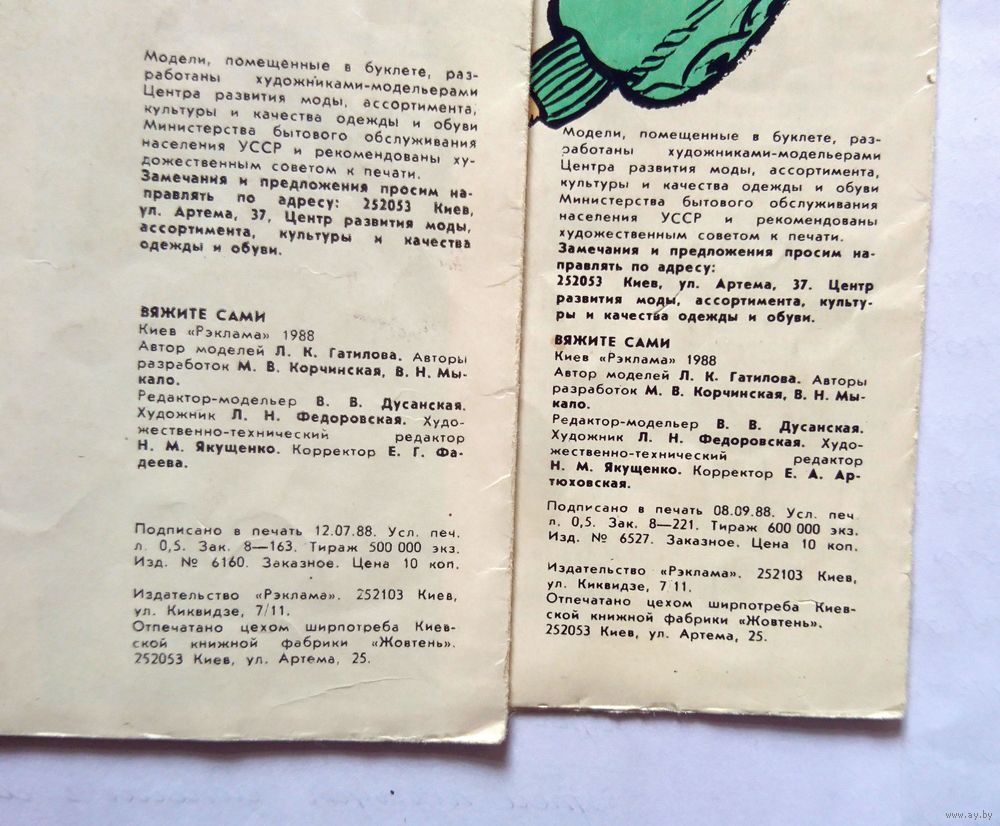 Модели, помещенные в буклете, раз-
работаны художниками-модельерами
Центра развития моды, ассортимента,
культуры и качества одежды и обуви
Министерства бытового обслуживания
населения УССР и рекомендованы ху-
дожественным советом к печати.
Замечания и предложения просим на-
правлять по адресу: 252053 Киев,
ул. Артема, 37, Центр развития моды,
ассортимента, культуры и качества
одежды и обуви.
ВЯЖИТЕ САМИ
Киев «Рэклама» 1988
Автор моделей Л. К. Гатилова. Авторы
разработок М. В. Корчинская, В. Н. Мы-
кало.
Редактор-модельер В. В. Дусанская.
Художник Л. Н. Федоровская. Худо-
жественно-технический редактор
Н. М. Якущенко. Корректор Е. Г. Фа-
деева.
Подписано в печать 12.07.88. Усл. печ.
л. 0,5. Зак. 8—163. Тираж 500 000 экз.
Изд. № 6160. Заказное. Цена 10 коп.
Издательство «Рэклама». 252103 Киев,
ул. Киквидзе, 7/11.
Отпечатано цехом ширпотреба Киев-
ской книжной фабрики «Жовтень».
252053 Киев, ул. Артема, 25.
Модели, помещенные в буклете, раз-
работаны художниками-модельерами
Центра развития моды, ассортимента,
культуры и качества одежды и обуви
Министерства бытового обслуживания
населения УССР и рекомендованы
художественным советом к печати.
Замечания и предложения просим на-
правлять по адресу:
252053 Киев, ул. Артема, 37. Центр
развития моды, ассортимента, культу-
ры и качества одежды и обуви.
ВЯЖИТЕ САМИ
Киев «Рэклама» 1988
Автор моделей Л. К. Гатилова. Авторы
разработок М. В. Корчинская, В. Н. Мы-
кало.
Редактор-модельер В. В. Дусанская.
Художник Л. Н. Федоровская. Худо-
жественно-технический редактор
Н. М. Якущенко. Корректор Е. А. Ар-
тюховская.
Подписано в печать 08.09.88. Усл. печ.
л. 0,5. Зак. 8—221. Тираж 600 000 экз.
Изд. № 6527. Заказное. Цена 10 коп.
Издательство «Рэклама». 252103 Киев,
ул. Киквидзе, 7/11.
Отпечатано цехом ширпотреба Киев-
ской книжной фабрики «Жовтень».
252053 Киев, ул. Артема, 25.
www.ay.by